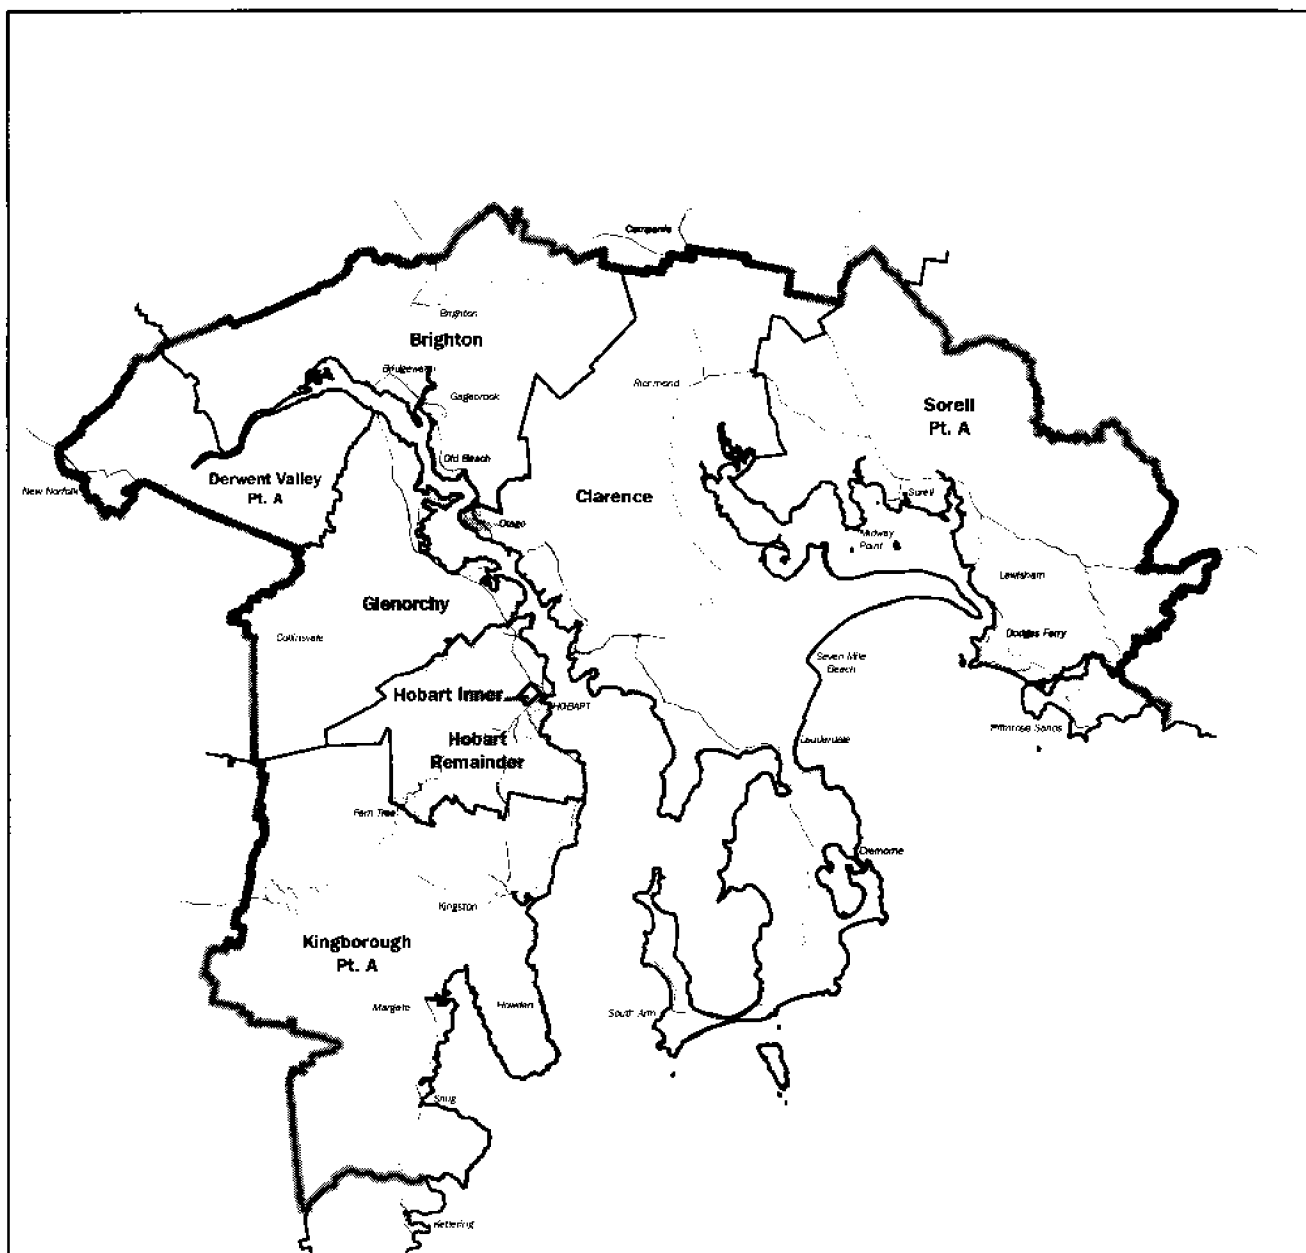 Campania
Brighton
Brighton
Bridgewater
Richmond
Gagebrook
Sorell
Pt. A
Old Beach
Derwent Valley
Pt. A
New Norfolk
Clarence
Sorell
Otago
Midway
Point
Lewisham
Glenorchy
Collinsvale
Dodges Ferry
Seven Mile
Beach
Hobart Inner
HOBART
Primrose Sands
Hobart
Remainder
Lauderdale
Fern Tree
Cremorne
Kingston
Kingborough
Pt. A
Margate
Howden
South Arm
Snug
Kettering